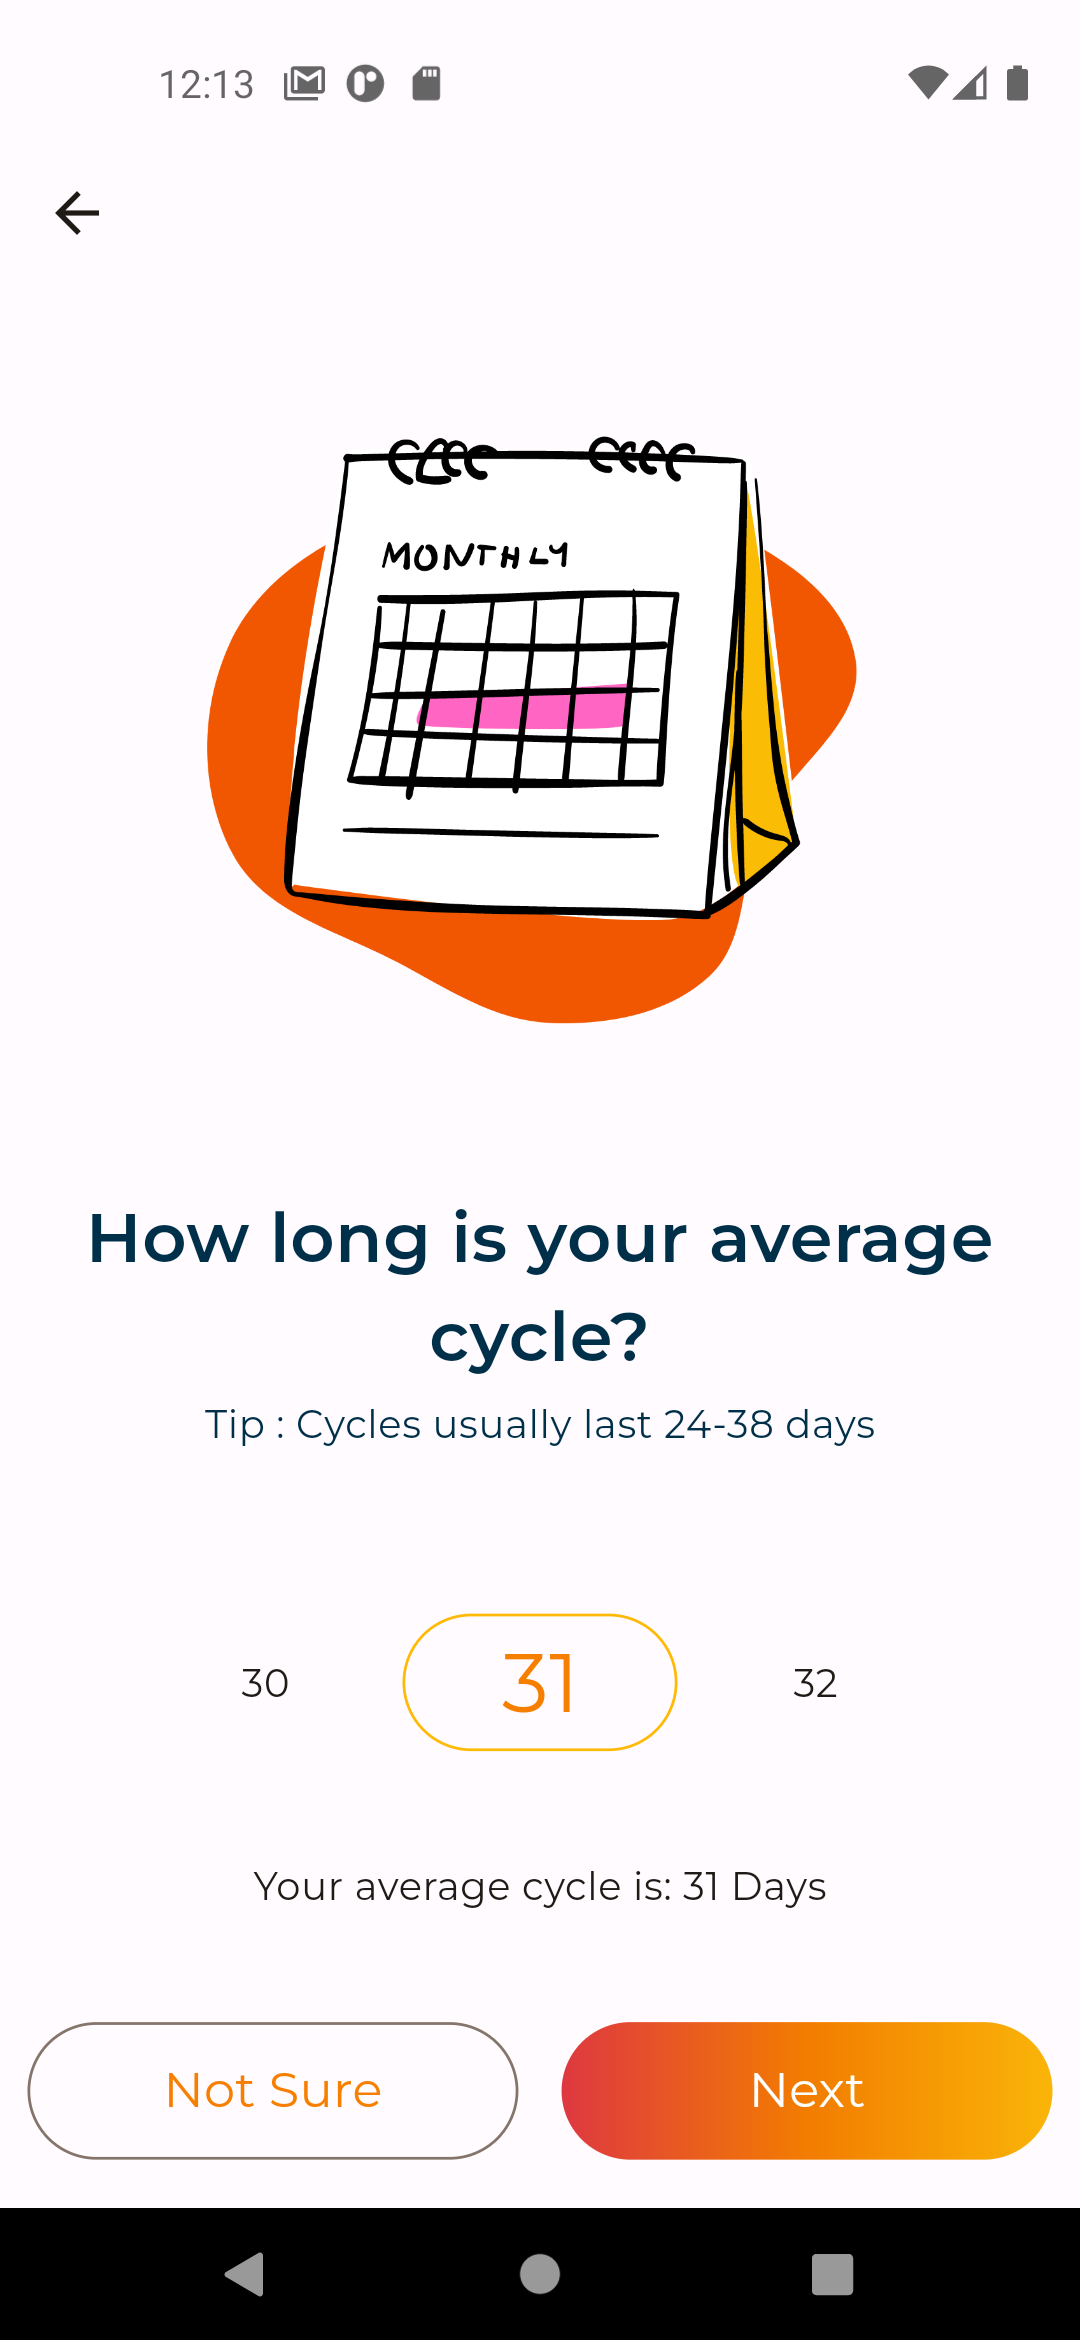 12:13
MONTHLY
How long is your average
cycle?
Tip : Cycles usually last 24-38 days
30
31
32
Your average cycle is: 31 Days
Not Sure
Next